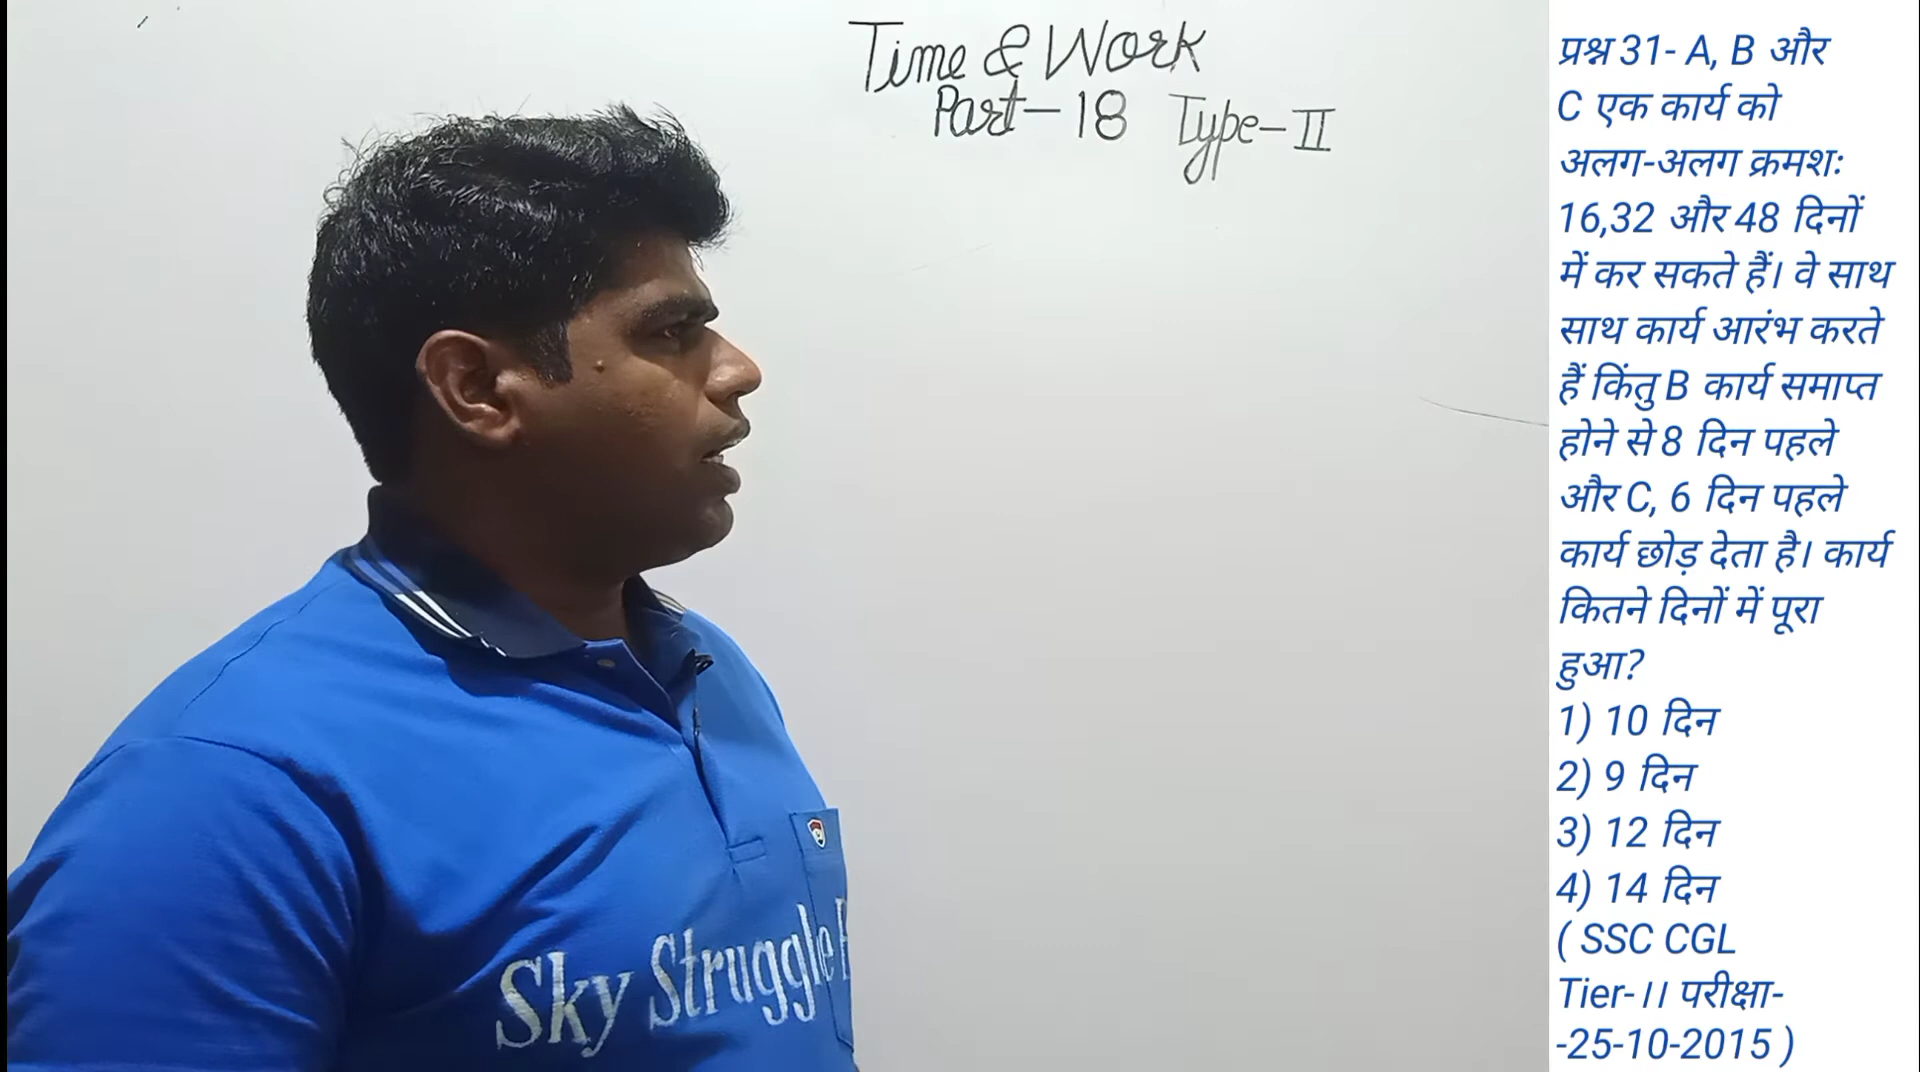 Time & Work
Part-18 Type-II
Sky Struggle
प्रश्न 31- A, B और
C एक कार्य को
अलग-अलग क्रमशः
16,32 और 48 दिनों
में कर सकते हैं। वे साथ
साथ कार्य आरंभ करते
हैं किंतु B कार्य समाप्त
होने से 8 दिन पहले
और C, 6 दिन पहले
कार्य छोड़ देता है। कार्य
कितने दिनों में पूरा
हुआ?
1) 10 दिन
2) 9 दिन
3) 12 दिन
4) 14 दिन
( SSC CGL
Tier-।। परीक्षा-
-25-10-2015 )